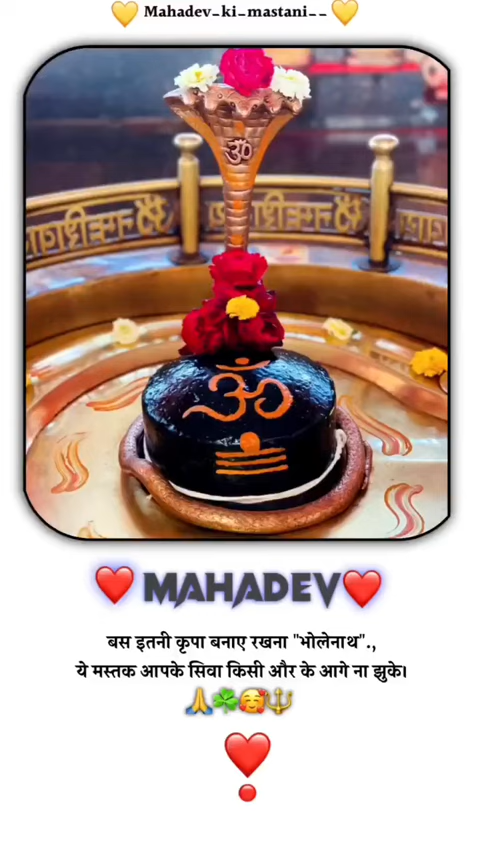 💛 Mahadev-ki-mastani-- 💛
ॐ
ॐ
❤️ MAHADEV ❤️
बस इतनी कृपा बनाए रखना "भोलेनाथ".,
ये मस्तक आपके सिवा किसी और के आगे ना झुके।
🙏☘️🥰🔱
❣️